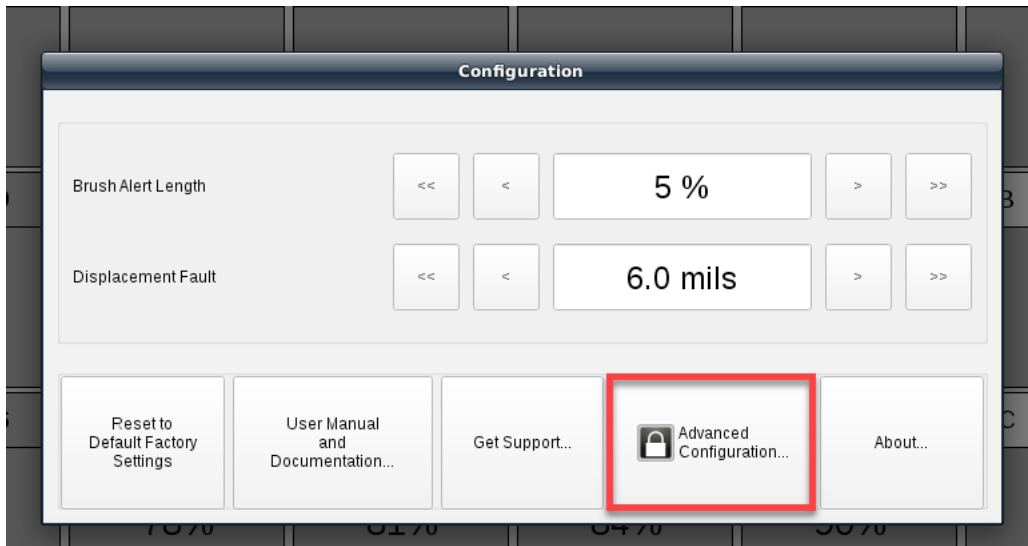 Configuration
Brush Alert Length << < 5 % > >>
Displacement Fault << < 6.0 mils > >>
Reset to
Default Factory
Settings
User Manual
and
Documentation...
Get Support...
Advanced
Configuration...
About...